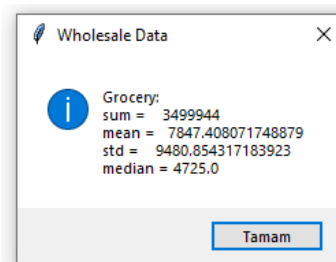 Wholesale Data
Grocery:
sum =    3499944
mean =   7847.408071748879
std =    9480.854317183923
median = 4725.0
Tamam